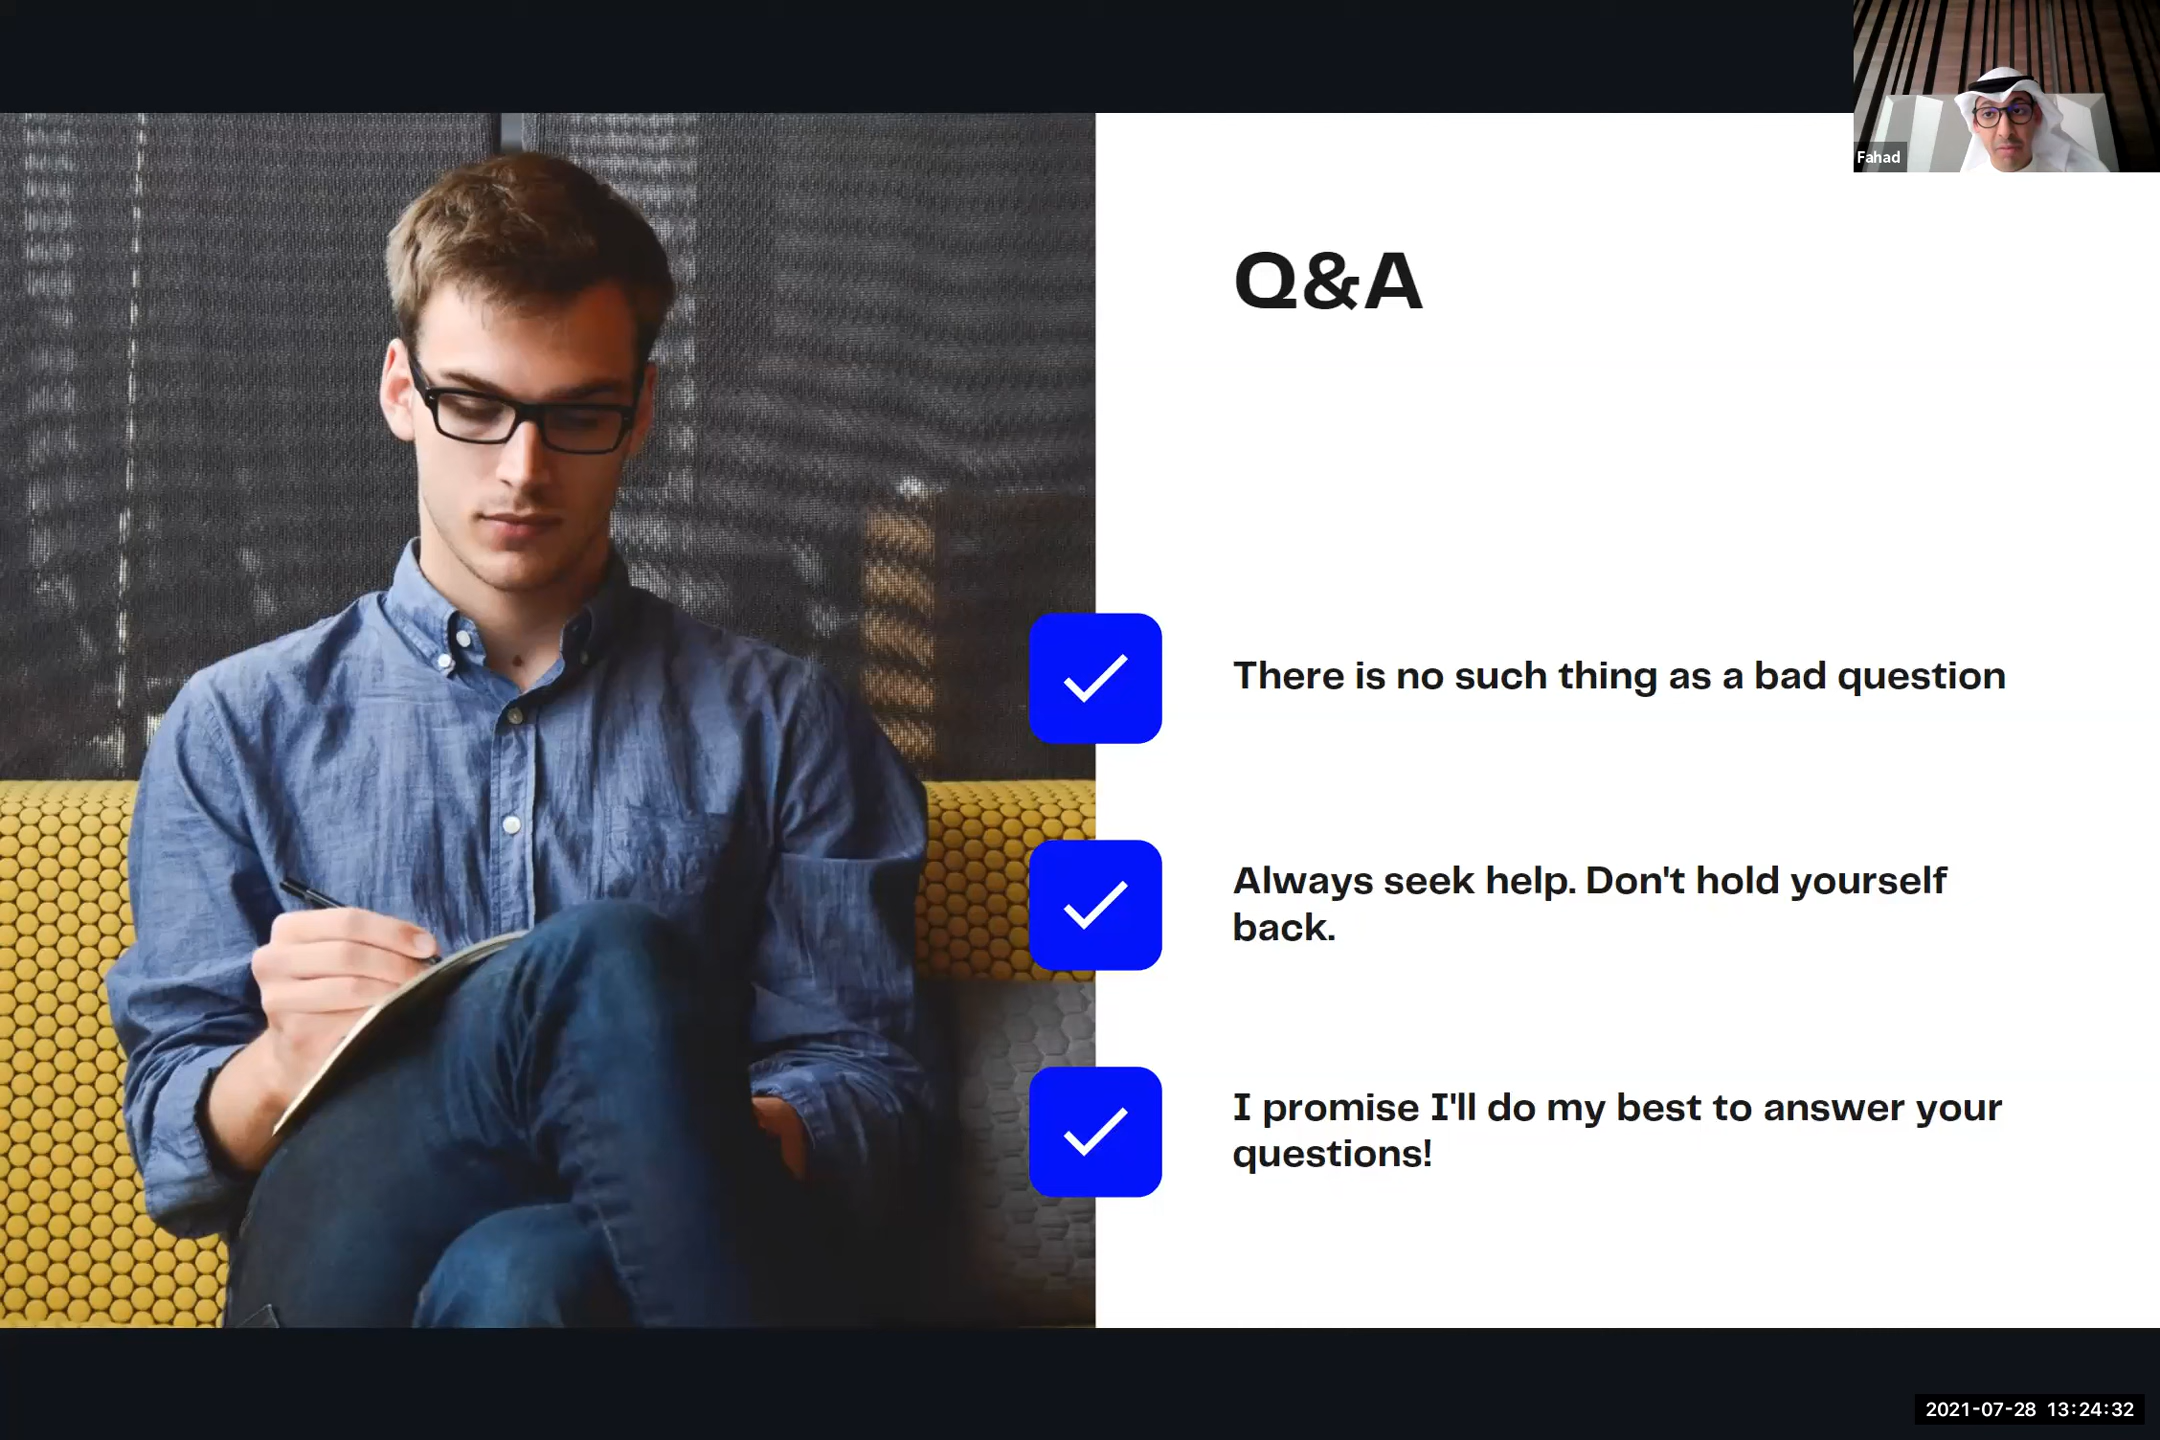 Fahad
Q&A
There is no such thing as a bad question
Always seek help. Don't hold yourself
back.
I promise I'll do my best to answer your
questions!
2021-07-28 13:24:32